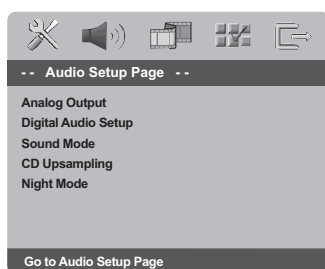 -- Audio Setup Page --
Analog Output
Digital Audio Setup
Sound Mode
CD Upsampling
Night Mode
Go to Audio Setup Page